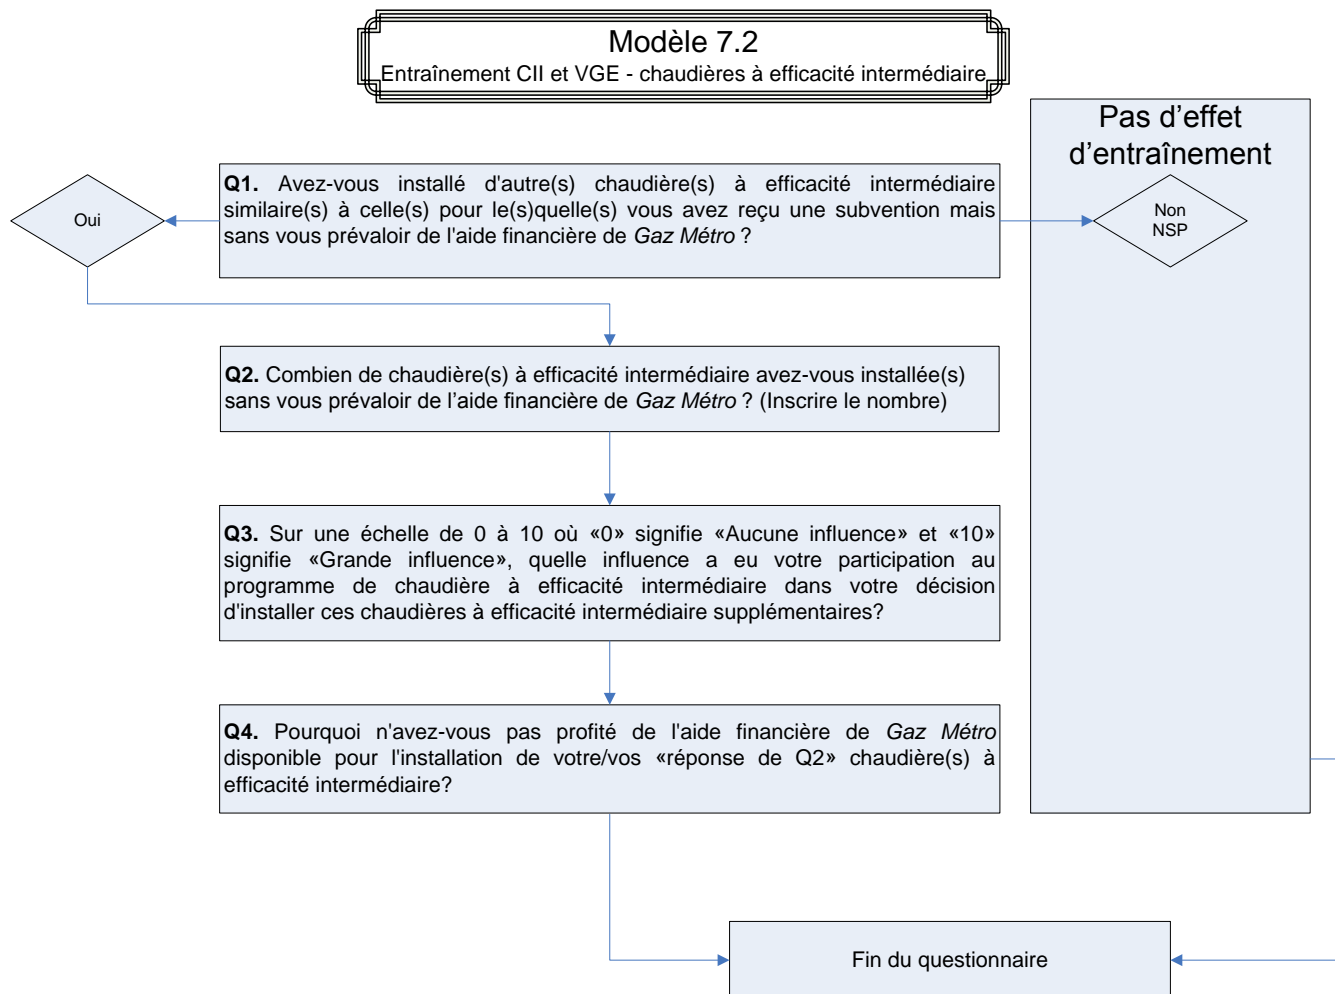 Modèle 7.2
Entraînement CII et VGE - chaudières à efficacité intermédiaire
Pas d’effet
d’entraînement
Q1. Avez-vous installé d'autre(s) chaudière(s) à efficacité intermédiaire
similaire(s) à celle(s) pour le(s)quelle(s) vous avez reçu une subvention mais
sans vous prévaloir de l'aide financière de Gaz Métro ?
Oui
Non
NSP
Q2. Combien de chaudière(s) à efficacité intermédiaire avez-vous installée(s)
sans vous prévaloir de l’aide financière de Gaz Métro ? (Inscrire le nombre)
Q3. Sur une échelle de 0 à 10 où «0» signifie «Aucune influence» et «10»
signifie «Grande influence», quelle influence a eu votre participation au
programme de chaudière à efficacité intermédiaire dans votre décision
d'installer ces chaudières à efficacité intermédiaire supplémentaires?
Q4. Pourquoi n'avez-vous pas profité de l'aide financière de Gaz Métro
disponible pour l'installation de votre/vos «réponse de Q2» chaudière(s) à
efficacité intermédiaire?
Fin du questionnaire